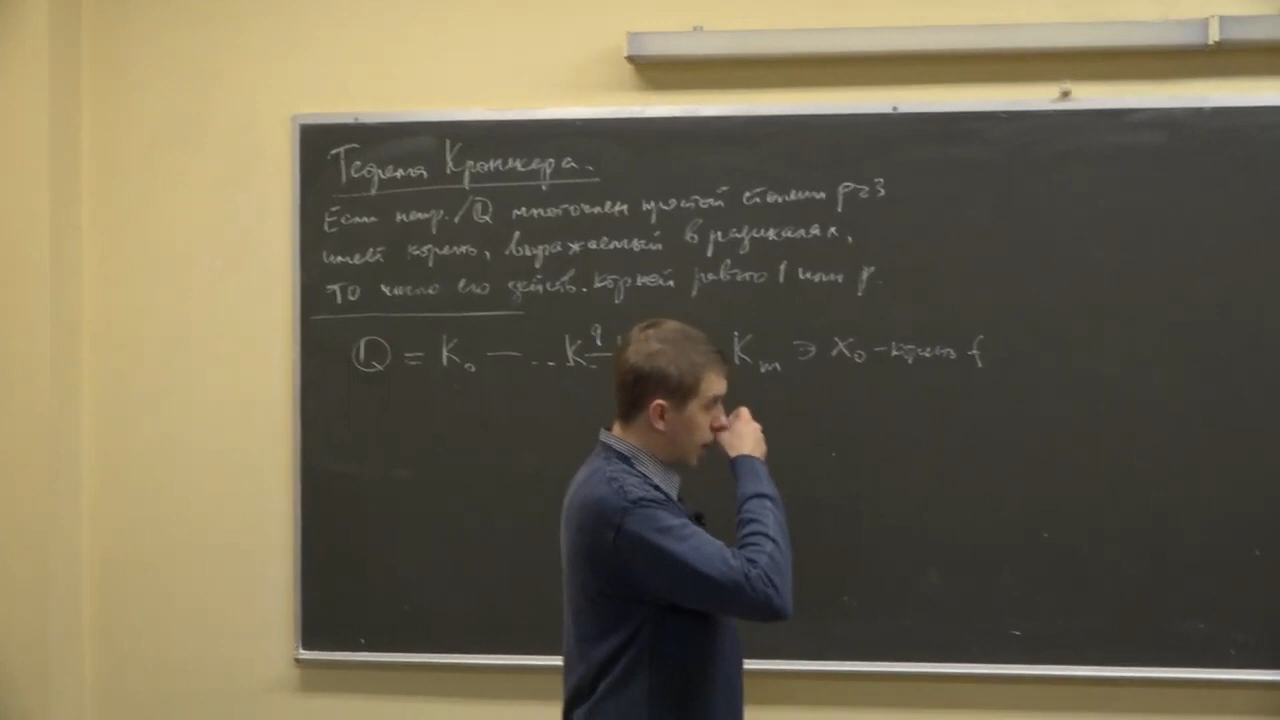 Теорема Кронекера.
Если непр./ℚ многочлен простой степени p≥3
имеет корень, выражаемый в радикалах,
то число его действ. корней равно 1 или p.
ℚ = K₀ — ... K q K_m ∋ x₀ – корень f